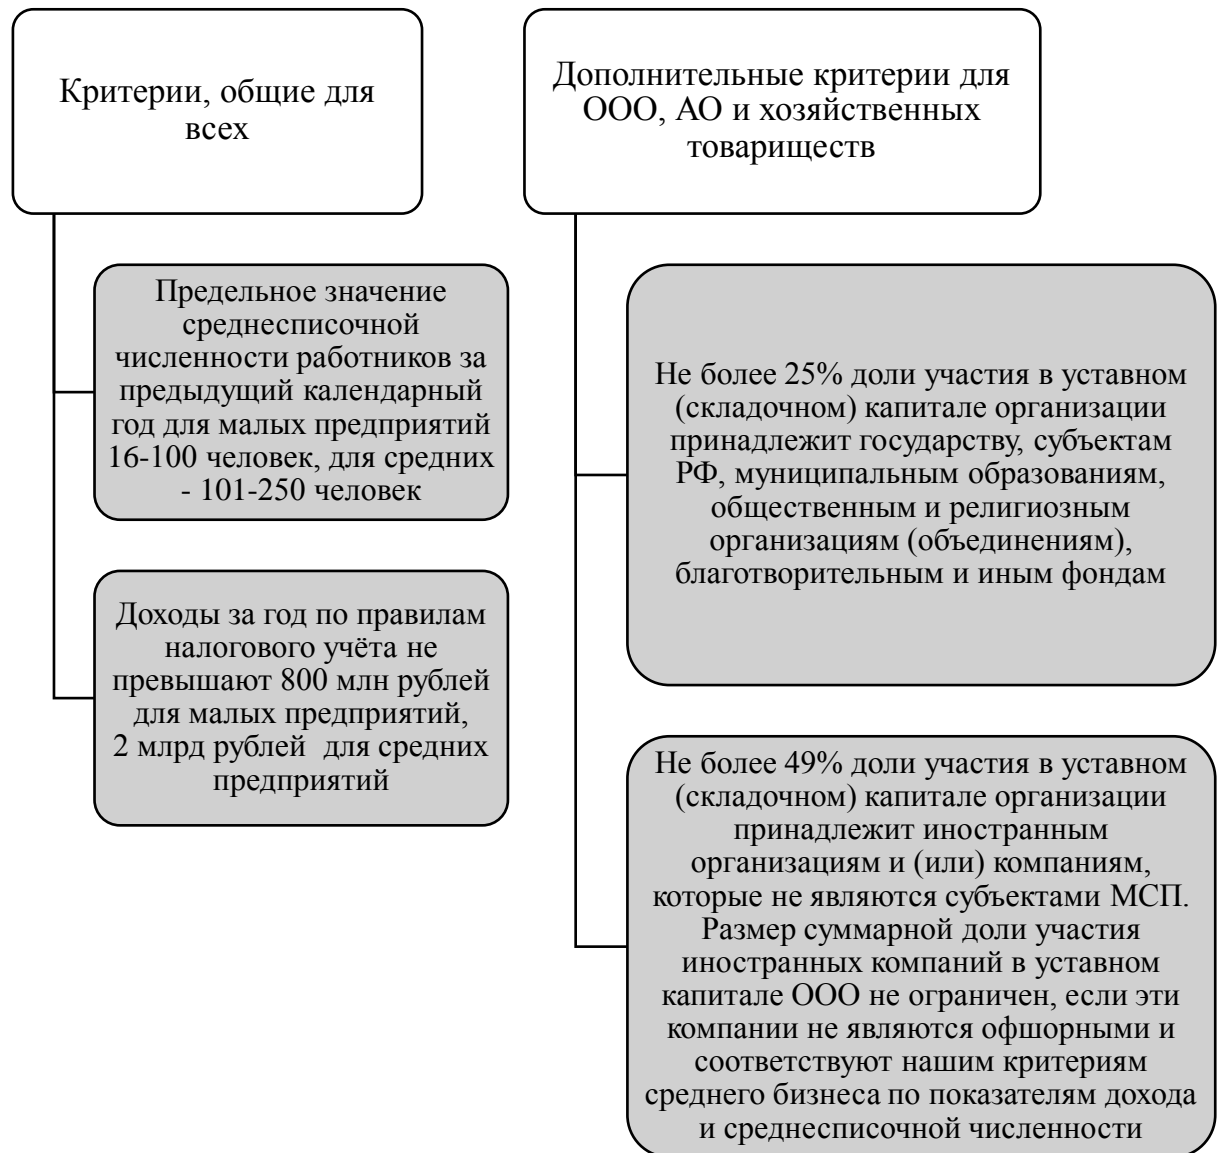 Критерии, общие для
всех
Предельное значение
среднесписочной
численности работников за
предыдущий календарный
год для малых предприятий
16-100 человек, для средних
- 101-250 человек
Доходы за год по правилам
налогового учёта не
превышают 800 млн рублей
для малых предприятий,
2 млрд рублей для средних
предприятий
Дополнительные критерии для
ООО, АО и хозяйственных
товариществ
Не более 25% доли участия в уставном
(складочном) капитале организации
принадлежит государству, субъектам
РФ, муниципальным образованиям,
общественным и религиозным
организациям (объединениям),
благотворительным и иным фондам
Не более 49% доли участия в уставном
(складочном) капитале организации
принадлежит иностранным
организациям и (или) компаниям,
которые не являются субъектами МСП.
Размер суммарной доли участия
иностранных компаний в уставном
капитале ООО не ограничен, если эти
компании не являются офшорными и
соответствуют нашим критериям
среднего бизнеса по показателям дохода
и среднесписочной численности